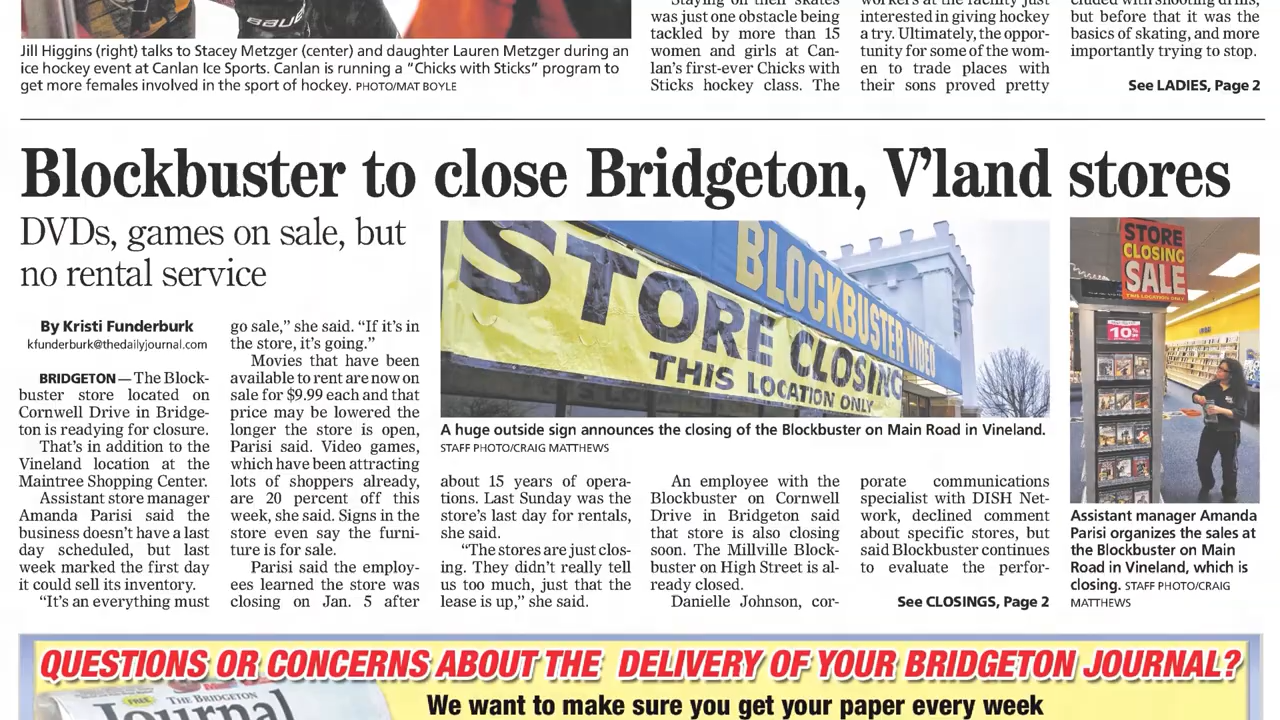 BAUER
Jill Higgins (right) talks to Stacey Metzger (center) and daughter Lauren Metzger during an
ice hockey event at Canlan Ice Sports. Canlan is running a “Chicks with Sticks” program to
get more females involved in the sport of hockey. PHOTO/MAT BOYLE
Staying on their skates
was just one obstacle being
tackled by more than 15
women and girls at Can-
lan’s first-ever Chicks with
Sticks hockey class. The
workers at the facility just
interested in giving hockey
a try. Ultimately, the oppor-
tunity for some of the wom-
en to trade places with
their sons proved pretty
cluded with shooting drills,
but before that it was the
basics of skating, and more
importantly trying to stop.
See LADIES, Page 2
Blockbuster to close Bridgeton, V’land stores
DVDs, games on sale, but
no rental service
By Kristi Funderburk
kfunderburk@thedailyjournal.com
BRIDGETON — The Block-
buster store located on
Cornwell Drive in Bridge-
ton is readying for closure.
That’s in addition to the
Vineland location at the
Maintree Shopping Center.
Assistant store manager
Amanda Parisi said the
business doesn’t have a last
day scheduled, but last
week marked the first day
it could sell its inventory.
“It’s an everything must
go sale,” she said. “If it’s in
the store, it’s going.”
Movies that have been
available to rent are now on
sale for $9.99 each and that
price may be lowered the
longer the store is open,
Parisi said. Video games,
which have been attracting
lots of shoppers already,
are 20 percent off this
week, she said. Signs in the
store even say the furni-
ture is for sale.
Parisi said the employ-
ees learned the store was
closing on Jan. 5 after
BLOCKBUSTER VIDEO
STORE CLOSING
THIS LOCATION ONLY
A huge outside sign announces the closing of the Blockbuster on Main Road in Vineland.
STAFF PHOTO/CRAIG MATTHEWS
about 15 years of opera-
tions. Last Sunday was the
store’s last day for rentals,
she said.
“The stores are just clos-
ing. They didn’t really tell
us too much, just that the
lease is up,” she said.
An employee with the
Blockbuster on Cornwell
Drive in Bridgeton said
that store is also closing
soon. The Millville Block-
buster on High Street is al-
ready closed.
Danielle Johnson, cor-
porate communications
specialist with DISH Net-
work, declined comment
about specific stores, but
said Blockbuster continues
to evaluate the perfor-
See CLOSINGS, Page 2
STORE
CLOSING
SALE
THIS LOCATION ONLY
10%
Assistant manager Amanda
Parisi organizes the sales at
the Blockbuster on Main
Road in Vineland, which is
closing. STAFF PHOTO/CRAIG
MATTHEWS
QUESTIONS OR CONCERNS ABOUT THE DELIVERY OF YOUR BRIDGETON JOURNAL?
We want to make sure you get your paper every week
FREE
THE BRIDGETON
Journal